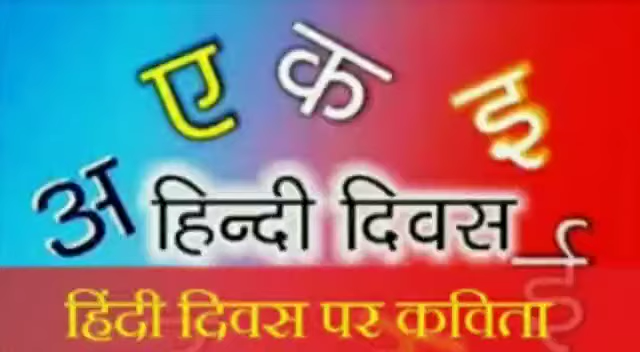 ए क इ
अ
हिन्दी दिवस
ई
हिंदी दिवस पर कविता